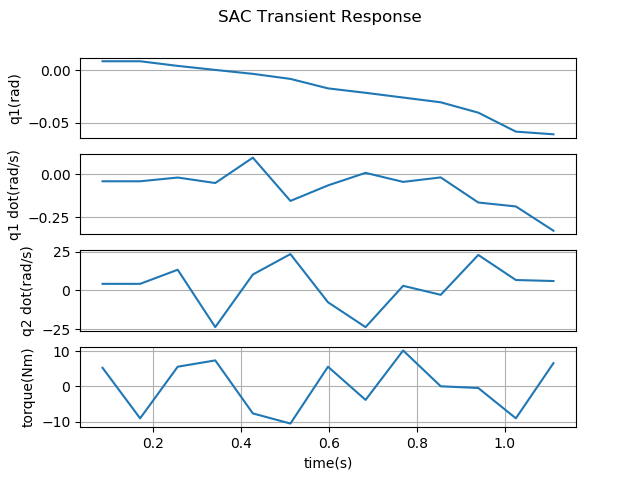 SAC Transient Response
q1(rad)
0.00
−0.05
q1 dot(rad/s)
0.00
−0.25
q2 dot(rad/s)
25
0
−25
torque(Nm)
10
0
−10
0.2 0.4 0.6 0.8 1.0
time(s)